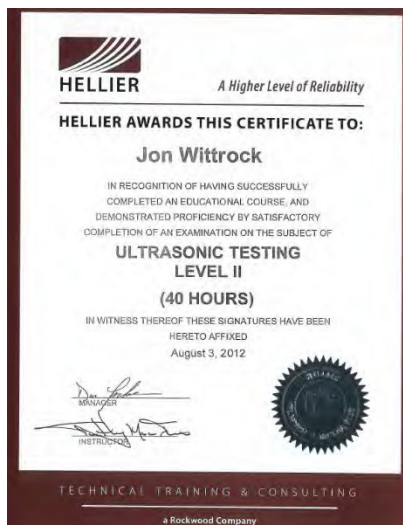 HELLIER
A Higher Level of Reliability
HELLIER AWARDS THIS CERTIFICATE TO:
Jon Wittrock
IN RECOGNITION OF HAVING SUCCESSFULLY
COMPLETED AN EDUCATIONAL COURSE, AND
DEMONSTRATED PROFICIENCY BY SATISFACTORY
COMPLETION OF AN EXAMINATION ON THE SUBJECT OF
ULTRASONIC TESTING
LEVEL II
(40 HOURS)
IN WITNESS THEREOF THESE SIGNATURES HAVE BEEN
HERETO AFFIXED
August 3, 2012
MANAGER
INSTRUCTOR
TECHNICAL TRAINING & CONSULTING
a Rockwood Company